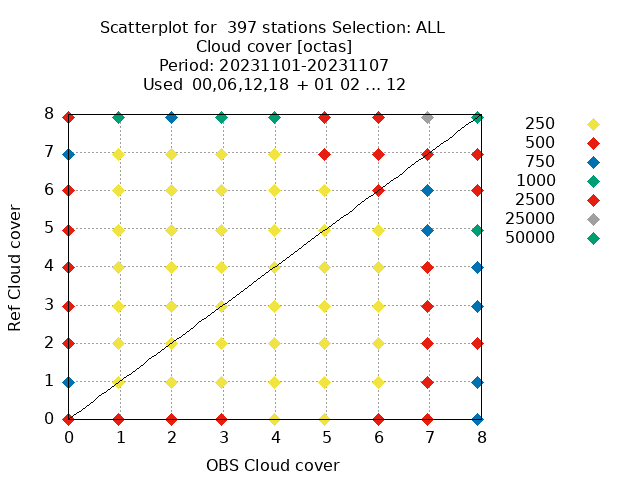 Scatterplot for  397 stations Selection: ALL
Cloud cover [octas]
Period: 20231101-20231107
Used  00,06,12,18  + 01 02 ... 12
8
7
6
5
4
3
2
1
0
Ref Cloud cover
0 1 2 3 4 5 6 7 8
OBS Cloud cover
250
500
750
1000
2500
25000
50000